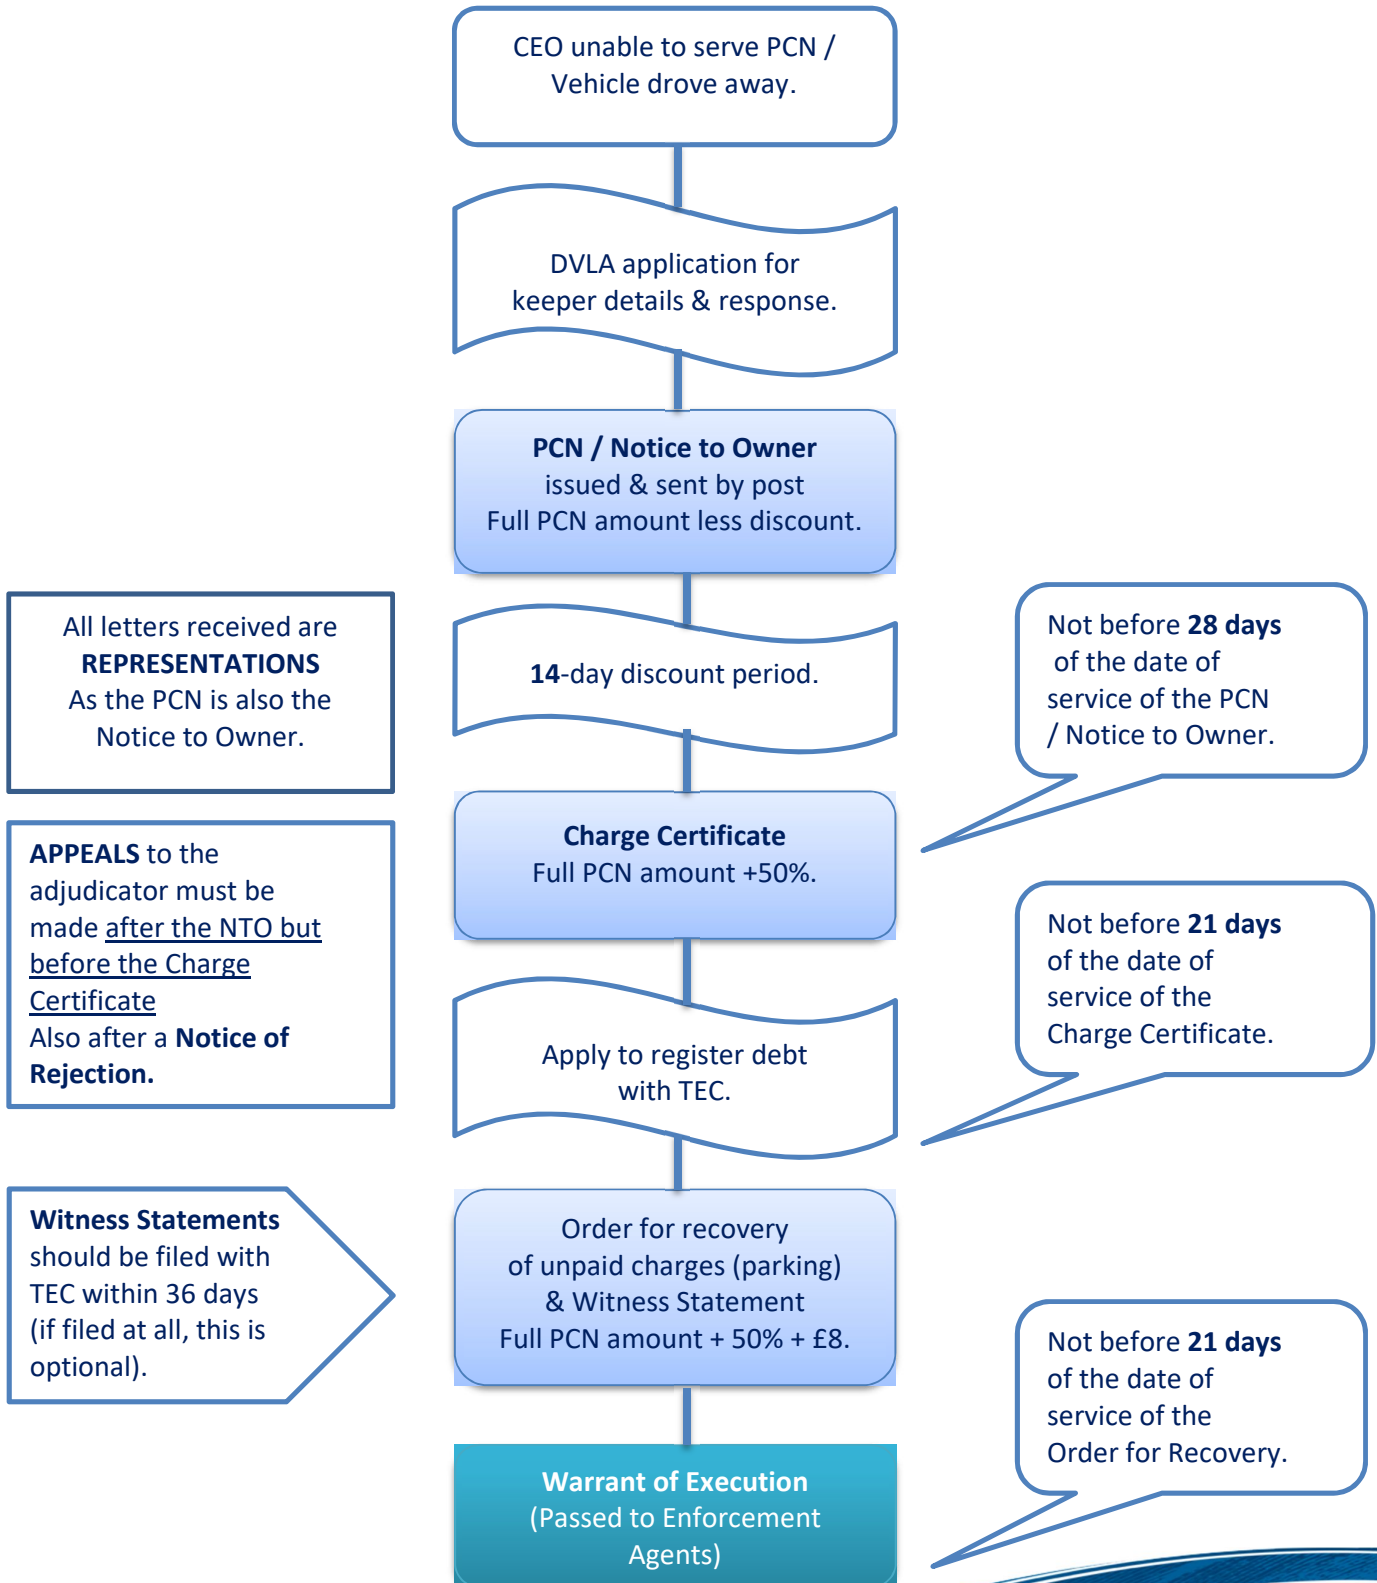 CEO unable to serve PCN /
Vehicle drove away.
DVLA application for
keeper details & response.
PCN / Notice to Owner
issued & sent by post
Full PCN amount less discount.
All letters received are
REPRESENTATIONS
As the PCN is also the
Notice to Owner.
14-day discount period.
Not before 28 days
of the date of
service of the PCN
/ Notice to Owner.
Charge Certificate
Full PCN amount +50%.
APPEALS to the
adjudicator must be
made after the NTO but
before the Charge
Certificate
Also after a Notice of
Rejection.
Not before 21 days
of the date of
service of the
Charge Certificate.
Apply to register debt
with TEC.
Witness Statements
should be filed with
TEC within 36 days
(if filed at all, this is
optional).
Order for recovery
of unpaid charges (parking)
& Witness Statement
Full PCN amount + 50% + £8.
Not before 21 days
of the date of
service of the
Order for Recovery.
Warrant of Execution
(Passed to Enforcement
Agents)